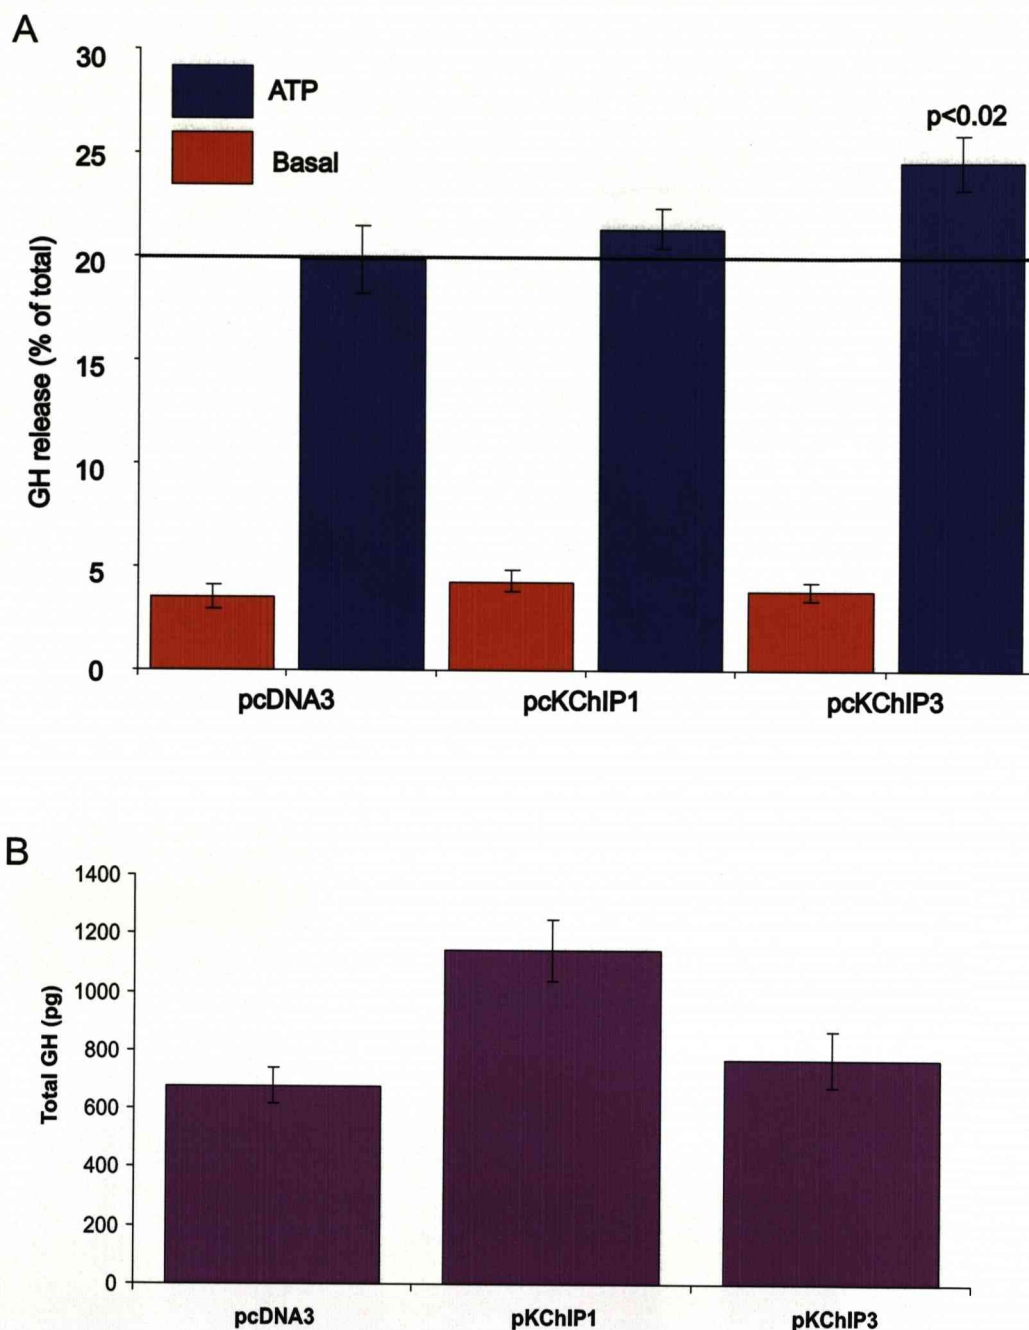 A
30
ATP
p<0.02
25
Basal
20
GH release (% of total)
15
10
5
0
pcDNA3
pcKChIP1
pcKChIP3
B
1400
1200
1000
Total GH (pg)
800
600
400
200
0
pcDNA3
pKChIP1
pKChIP3